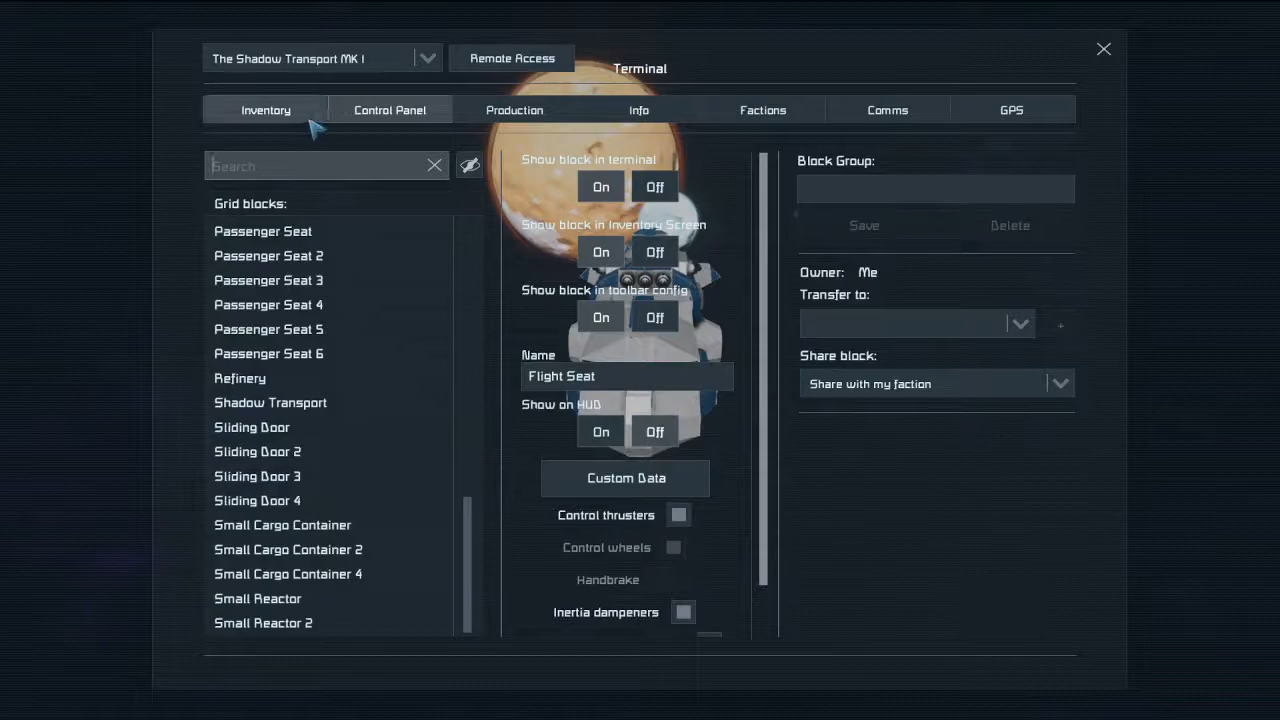 The Shadow Transport MK I
Remote Access
Terminal
Inventory
Control Panel
Production
Info
Factions
Comms
GPS
Search
Grid blocks:
Passenger Seat
Passenger Seat 2
Passenger Seat 3
Passenger Seat 4
Passenger Seat 5
Passenger Seat 6
Refinery
Shadow Transport
Sliding Door
Sliding Door 2
Sliding Door 3
Sliding Door 4
Small Cargo Container
Small Cargo Container 2
Small Cargo Container 4
Small Reactor
Small Reactor 2
Show block in terminal
On Off
Show block in Inventory Screen
On Off
Show block in toolbar config
On Off
Name
Flight Seat
Show on HUD
On Off
Custom Data
Control thrusters
Control wheels
Handbrake
Inertia dampeners
Block Group:
Save Delete
Owner: Me
Transfer to:
Share block:
Share with my faction